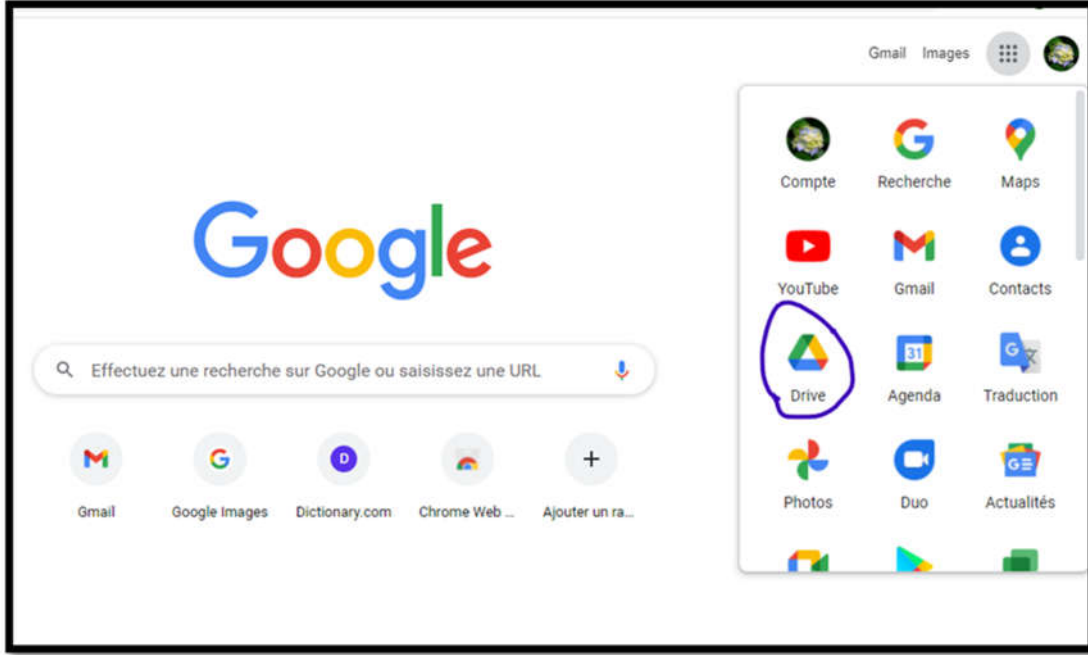 Gmail Images
Compte Recherche Maps
Google
YouTube Gmail Contacts
31
G
Effectuez une recherche sur Google ou saisissez une URL
Drive Agenda Traduction
D
Gmail Google Images Dictionary.com Chrome Web ... Ajouter un ra...
Photos Duo Actualités